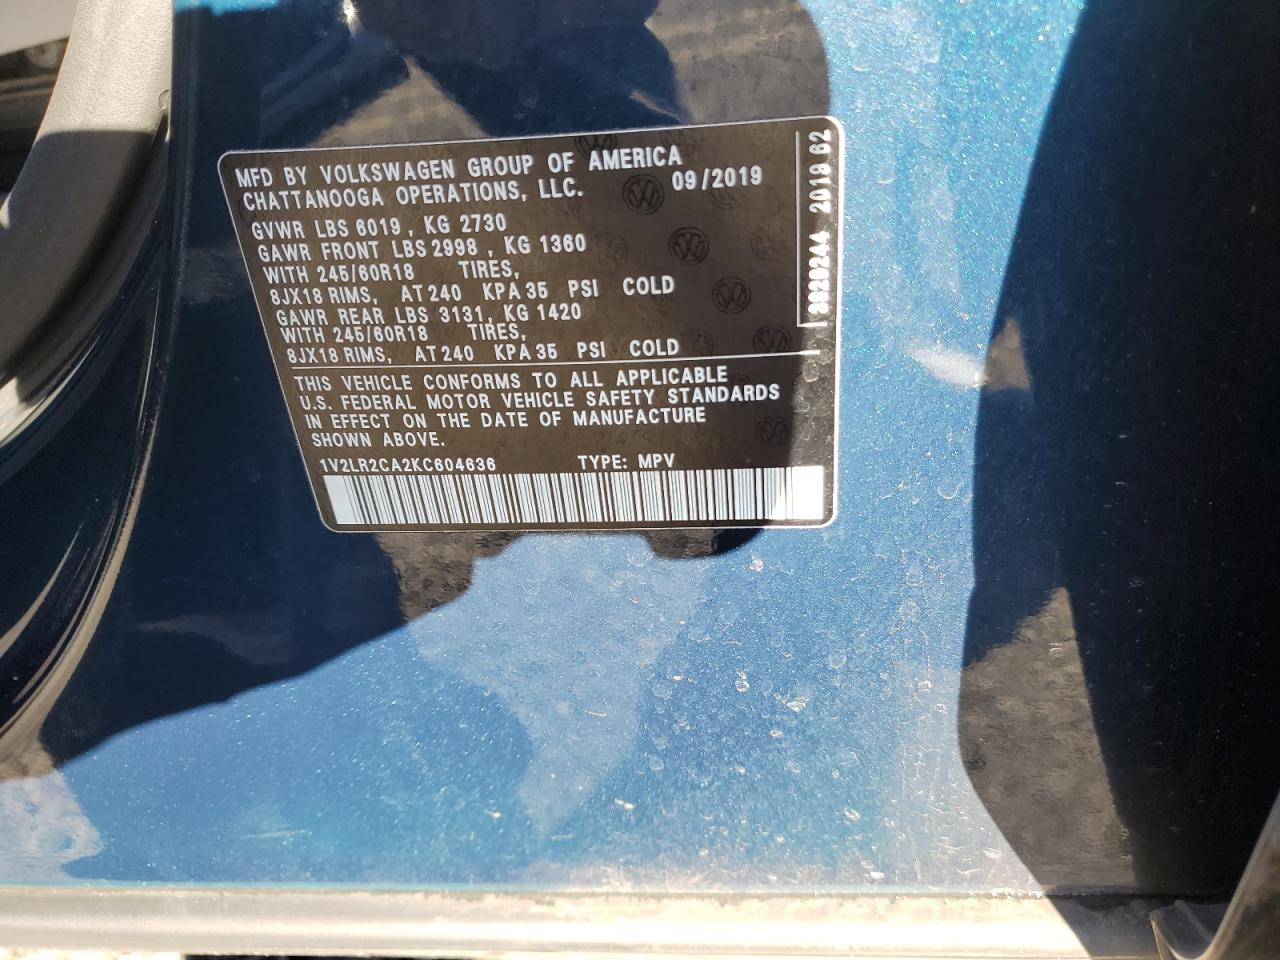 MFD BY VOLKSWAGEN GROUP OF AMERICA
CHATTANOOGA OPERATIONS, LLC. 09/2019
GVWR LBS 6019 , KG 2730
GAWR FRONT LBS 2998 , KG 1360
WITH 245/60R18 TIRES,
8JX18 RIMS, AT 240 KPA 35 PSI COLD
GAWR REAR LBS 3131, KG 1420
WITH 245/60R18 TIRES,
8JX18 RIMS, AT 240 KPA 35 PSI COLD
THIS VEHICLE CONFORMS TO ALL APPLICABLE
U.S. FEDERAL MOTOR VEHICLE SAFETY STANDARDS
IN EFFECT ON THE DATE OF MANUFACTURE
SHOWN ABOVE.
1V2LR2CA2KC604636 TYPE: MPV
2019 62